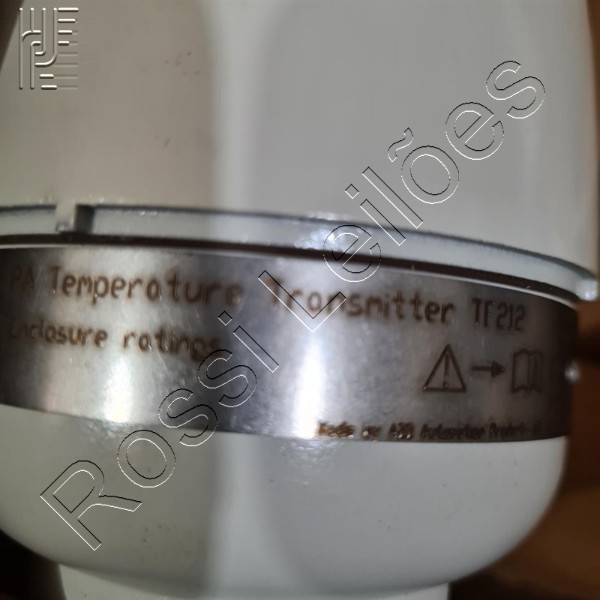 PA Temperature Transmitter TF212
Enclosure ratings
Made by ABB Automation Products
Rossi Leilões